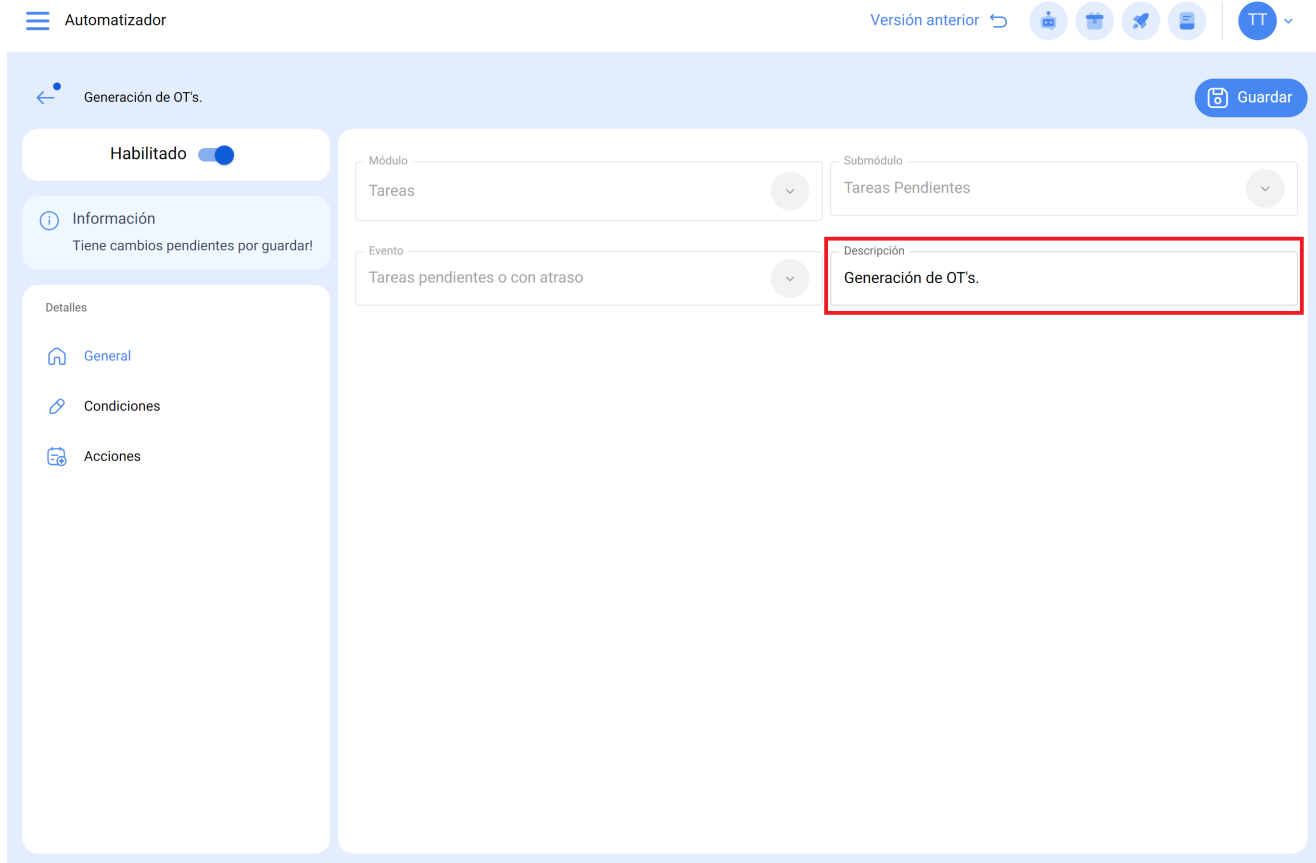 Automatizador
Versión anterior
TT
Generación de OT's.
Guardar
Habilitado
Información
Tiene cambios pendientes por guardar!
Detalles
General
Condiciones
Acciones
Módulo
Tareas
Submódulo
Tareas Pendientes
Evento
Tareas pendientes o con atraso
Descripción
Generación de OT's.